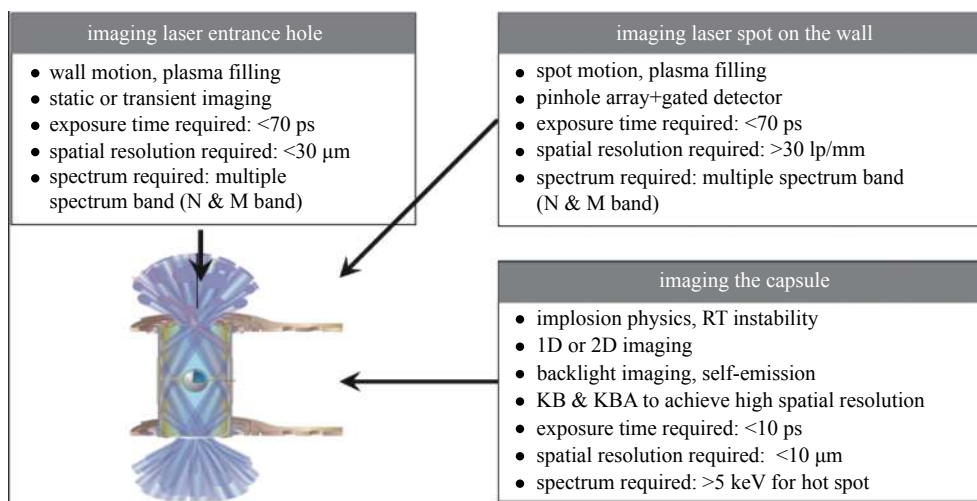 imaging laser entrance hole
• wall motion, plasma filling
• static or transient imaging
• exposure time required: <70 ps
• spatial resolution required: <30 μm
• spectrum required: multiple
spectrum band (N & M band)
imaging laser spot on the wall
• spot motion, plasma filling
• pinhole array+gated detector
• exposure time required: <70 ps
• spatial resolution required: >30 lp/mm
• spectrum required: multiple spectrum band
(N & M band)
imaging the capsule
• implosion physics, RT instability
• 1D or 2D imaging
• backlight imaging, self-emission
• KB & KBA to achieve high spatial resolution
• exposure time required: <10 ps
• spatial resolution required: <10 μm
• spectrum required: >5 keV for hot spot